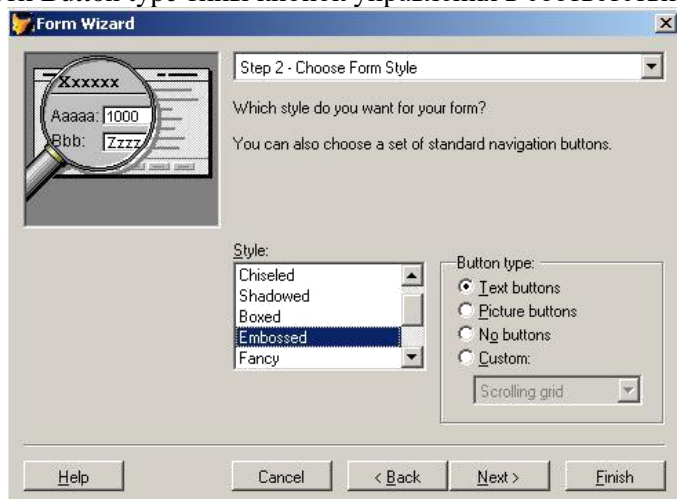 Button type
Form Wizard
Step 2 - Choose Form Style
Xxxxxx
Aaaaa: 1000
Bbb: Zzzz
Which style do you want for your form?
You can also choose a set of standard navigation buttons.
Style:
Chiseled
Shadowed
Boxed
Embossed
Fancy
Button type:
Text buttons
Picture buttons
No buttons
Custom:
Scrolling grid
Help
Cancel
< Back
Next >
Finish